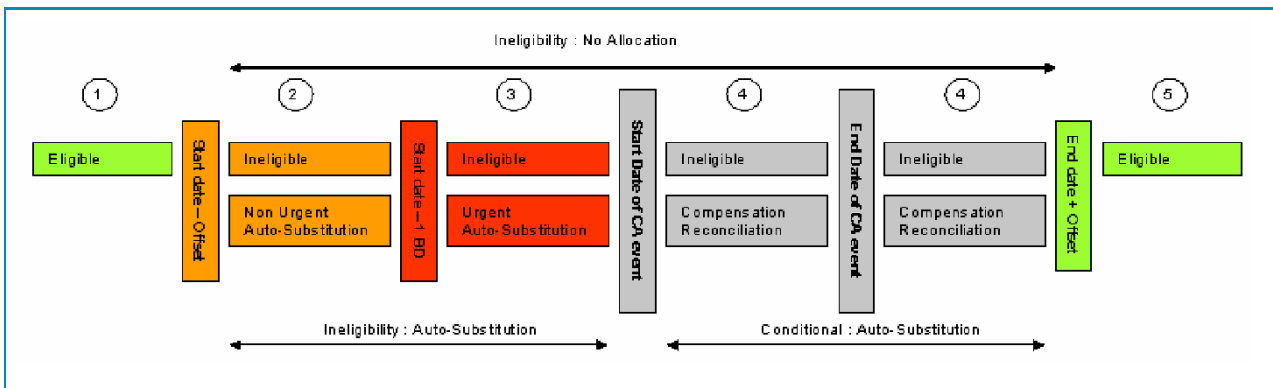 Ineligibility : No Allocation
1
2
3
4
4
5
Eligible
Start date – Offset
Ineligible
Non Urgent
Auto-Substitution
Start date – 1 BD
Ineligible
Urgent
Auto-Substitution
Start Date of CA event
Ineligible
Compensation
Reconciliation
End Date of CA event
Ineligible
Compensation
Reconciliation
End date + Offset
Eligible
Ineligibility : Auto-Substitution
Conditional : Auto-Substitution